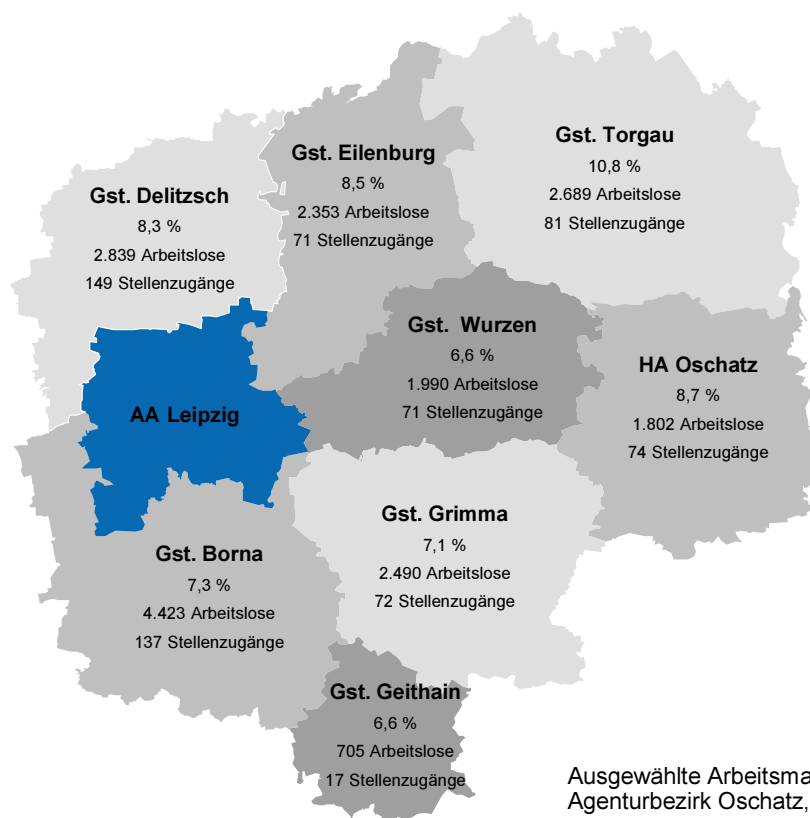 Gst. Torgau
10,8 %
2.689 Arbeitslose
81 Stellenzugänge
Gst. Eilenburg
8,5 %
2.353 Arbeitslose
71 Stellenzugänge
Gst. Delitzsch
8,3 %
2.839 Arbeitslose
149 Stellenzugänge
Gst. Wurzen
6,6 %
1.990 Arbeitslose
71 Stellenzugänge
HA Oschatz
8,7 %
1.802 Arbeitslose
74 Stellenzugänge
AA Leipzig
Gst. Grimma
7,1 %
2.490 Arbeitslose
72 Stellenzugänge
Gst. Borna
7,3 %
4.423 Arbeitslose
137 Stellenzugänge
Gst. Geithain
6,6 %
705 Arbeitslose
17 Stellenzugänge
Ausgewählte Arbeitsma
Agenturbezirk Oschatz,